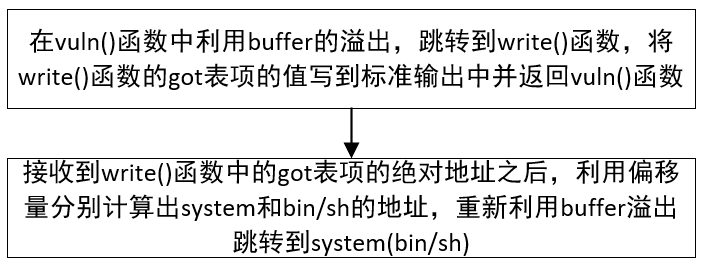 在vuln()函数中利用buffer的溢出，跳转到write()函数，将
write()函数的got表项的值写到标准输出中并返回vuln()函数
接收到write()函数中的got表项的绝对地址之后，利用偏移
量分别计算出system和bin/sh的地址，重新利用buffer溢出
跳转到system(bin/sh)